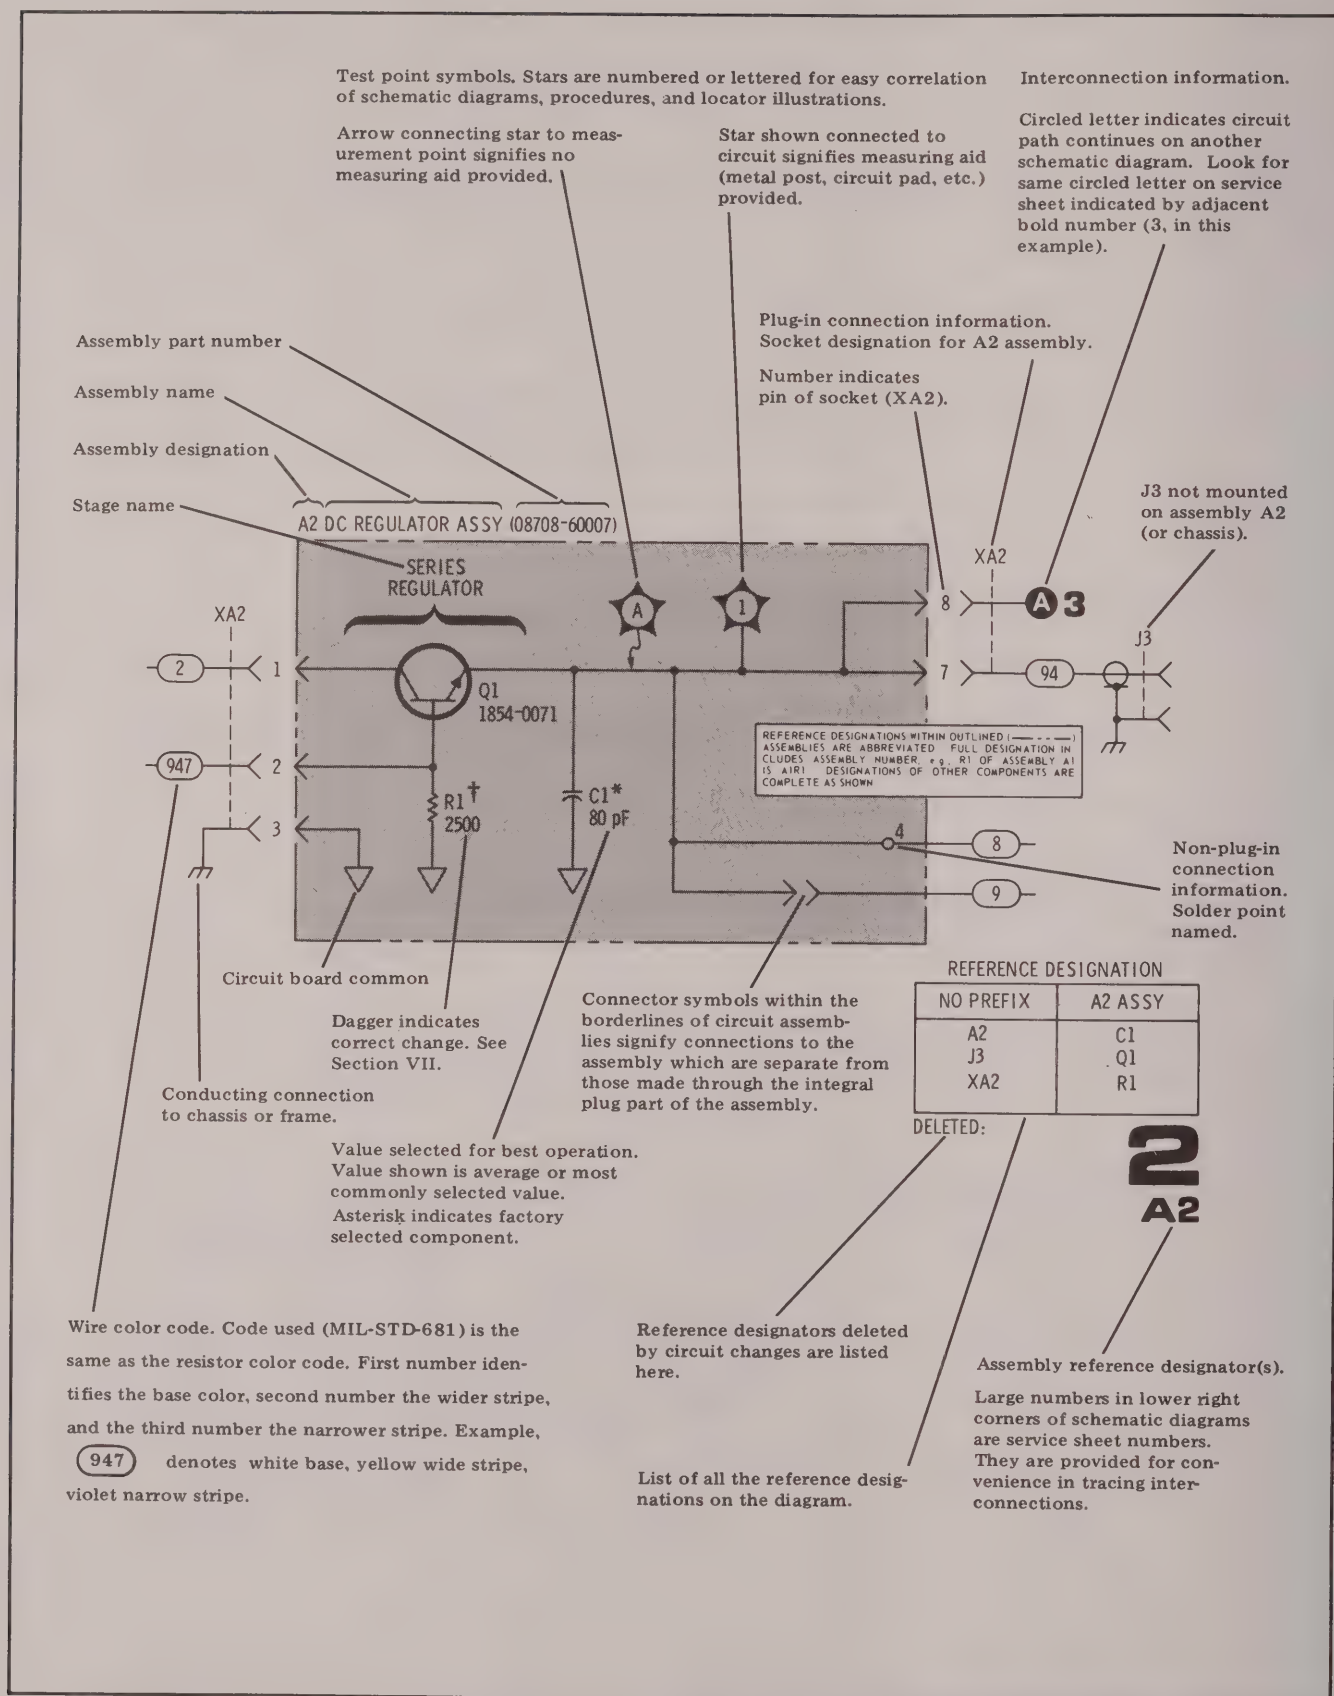 Test point symbols. Stars are numbered or lettered for easy correlation
of schematic diagrams, procedures, and locator illustrations.
Arrow connecting star to meas-
urement point signifies no
measuring aid provided.
Star shown connected to
circuit signifies measuring aid
(metal post, circuit pad, etc.)
provided.
Interconnection information.
Circled letter indicates circuit
path continues on another
schematic diagram. Look for
same circled letter on service
sheet indicated by adjacent
bold number (3, in this
example).
Plug-in connection information.
Socket designation for A2 assembly.
Number indicates
pin of socket (XA2).
Assembly part number
Assembly name
Assembly designation
Stage name
J3 not mounted
on assembly A2
(or chassis).
A2 DC REGULATOR ASSY (08708-60007)
SERIES
REGULATOR
A
1
8
XA2
A 3
XA2
2
1
Q1
1854-0071
7
94
J3
947
2
R1†
2500
C1*
80 pF
3
REFERENCE DESIGNATIONS WITHIN OUTLINED (— - - —)
ASSEMBLIES ARE ABBREVIATED FULL DESIGNATION IN
CLUDES ASSEMBLY NUMBER, e g , R1 OF ASSEMBLY A1
IS A1R1 DESIGNATIONS OF OTHER COMPONENTS ARE
COMPLETE AS SHOWN
4
8
9
Non-plug-in
connection
information.
Solder point
named.
Circuit board common
Dagger indicates
correct change. See
Section VII.
Conducting connection
to chassis or frame.
Connector symbols within the
borderlines of circuit assemb-
lies signify connections to the
assembly which are separate from
those made through the integral
plug part of the assembly.
REFERENCE DESIGNATION
NO PREFIX A2 ASSY
A2 C1
J3 Q1
XA2 R1
DELETED:
2
A2
Value selected for best operation.
Value shown is average or most
commonly selected value.
Asterisk indicates factory
selected component.
Wire color code. Code used (MIL-STD-681) is the
same as the resistor color code. First number iden-
tifies the base color, second number the wider stripe,
and the third number the narrower stripe. Example,
947 denotes white base, yellow wide stripe,
violet narrow stripe.
Reference designators deleted
by circuit changes are listed
here.
List of all the reference desig-
nations on the diagram.
Assembly reference designator(s).
Large numbers in lower right
corners of schematic diagrams
are service sheet numbers.
They are provided for con-
venience in tracing inter-
connections.